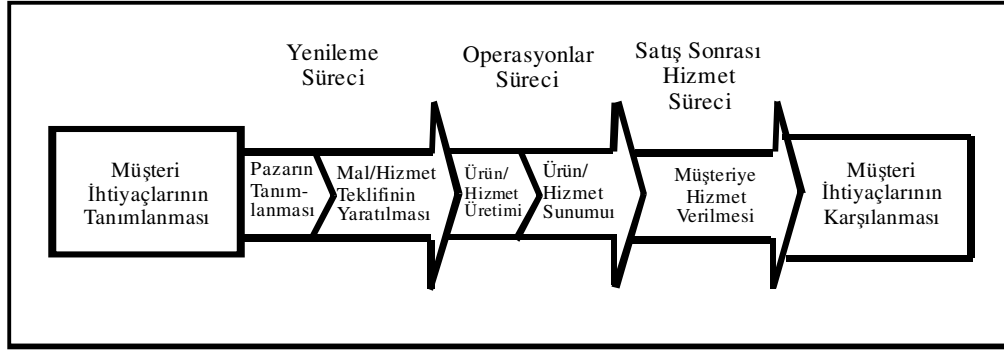 Yenileme
Süreci
Operasyonlar
Süreci
Satış Sonrası
Hizmet
Süreci
Müşteri
İhtiyaçlarının
Tanımlanması
Pazarın
Tanım-
lanması
Mal/Hizmet
Teklifinin
Yaratılması
Ürün/
Hizmet
Üretimi
Ürün/
Hizmet
Sunumuı
Müşteriye
Hizmet
Verilmesi
Müşteri
İhtiyaçlarının
Karşılanması